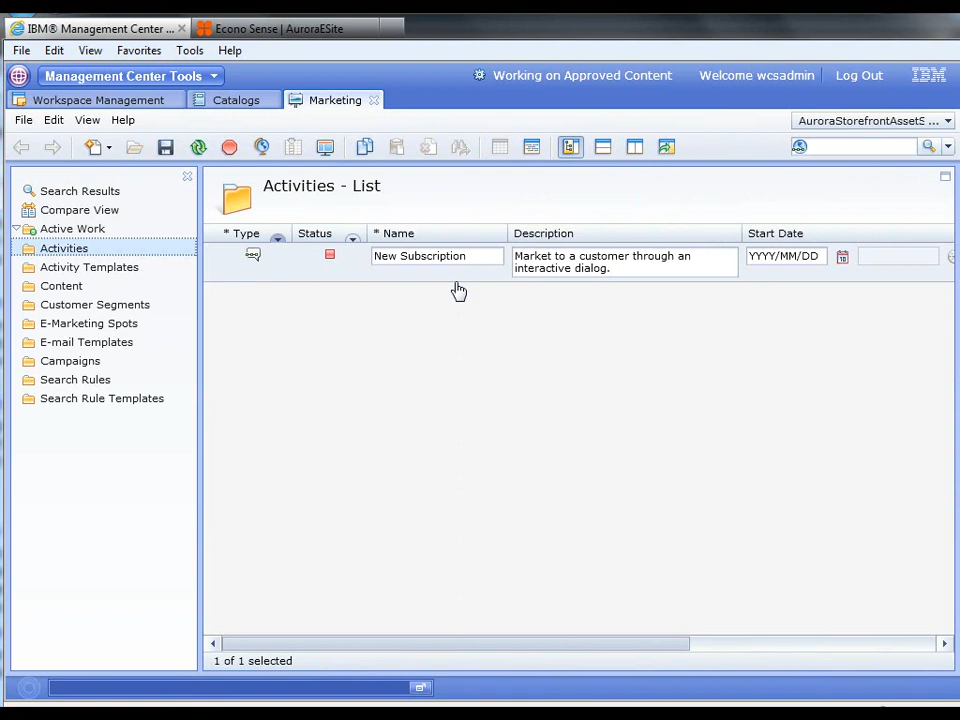 IBM® Management Center ...
Econo Sense | AuroraESite
File Edit View Favorites Tools Help
Management Center Tools
Working on Approved Content
Welcome wcsadmin
Log Out
IBM
Workspace Management
Catalogs
Marketing
File Edit View Help
AuroraStorefrontAssetS ...
Search Results
Compare View
Active Work
Activities
Activity Templates
Content
Customer Segments
E-Marketing Spots
E-mail Templates
Campaigns
Search Rules
Search Rule Templates
Activities - List
* Type Status * Name Description Start Date
New Subscription
Market to a customer through an
interactive dialog.
YYYY/MM/DD
10
1 of 1 selected